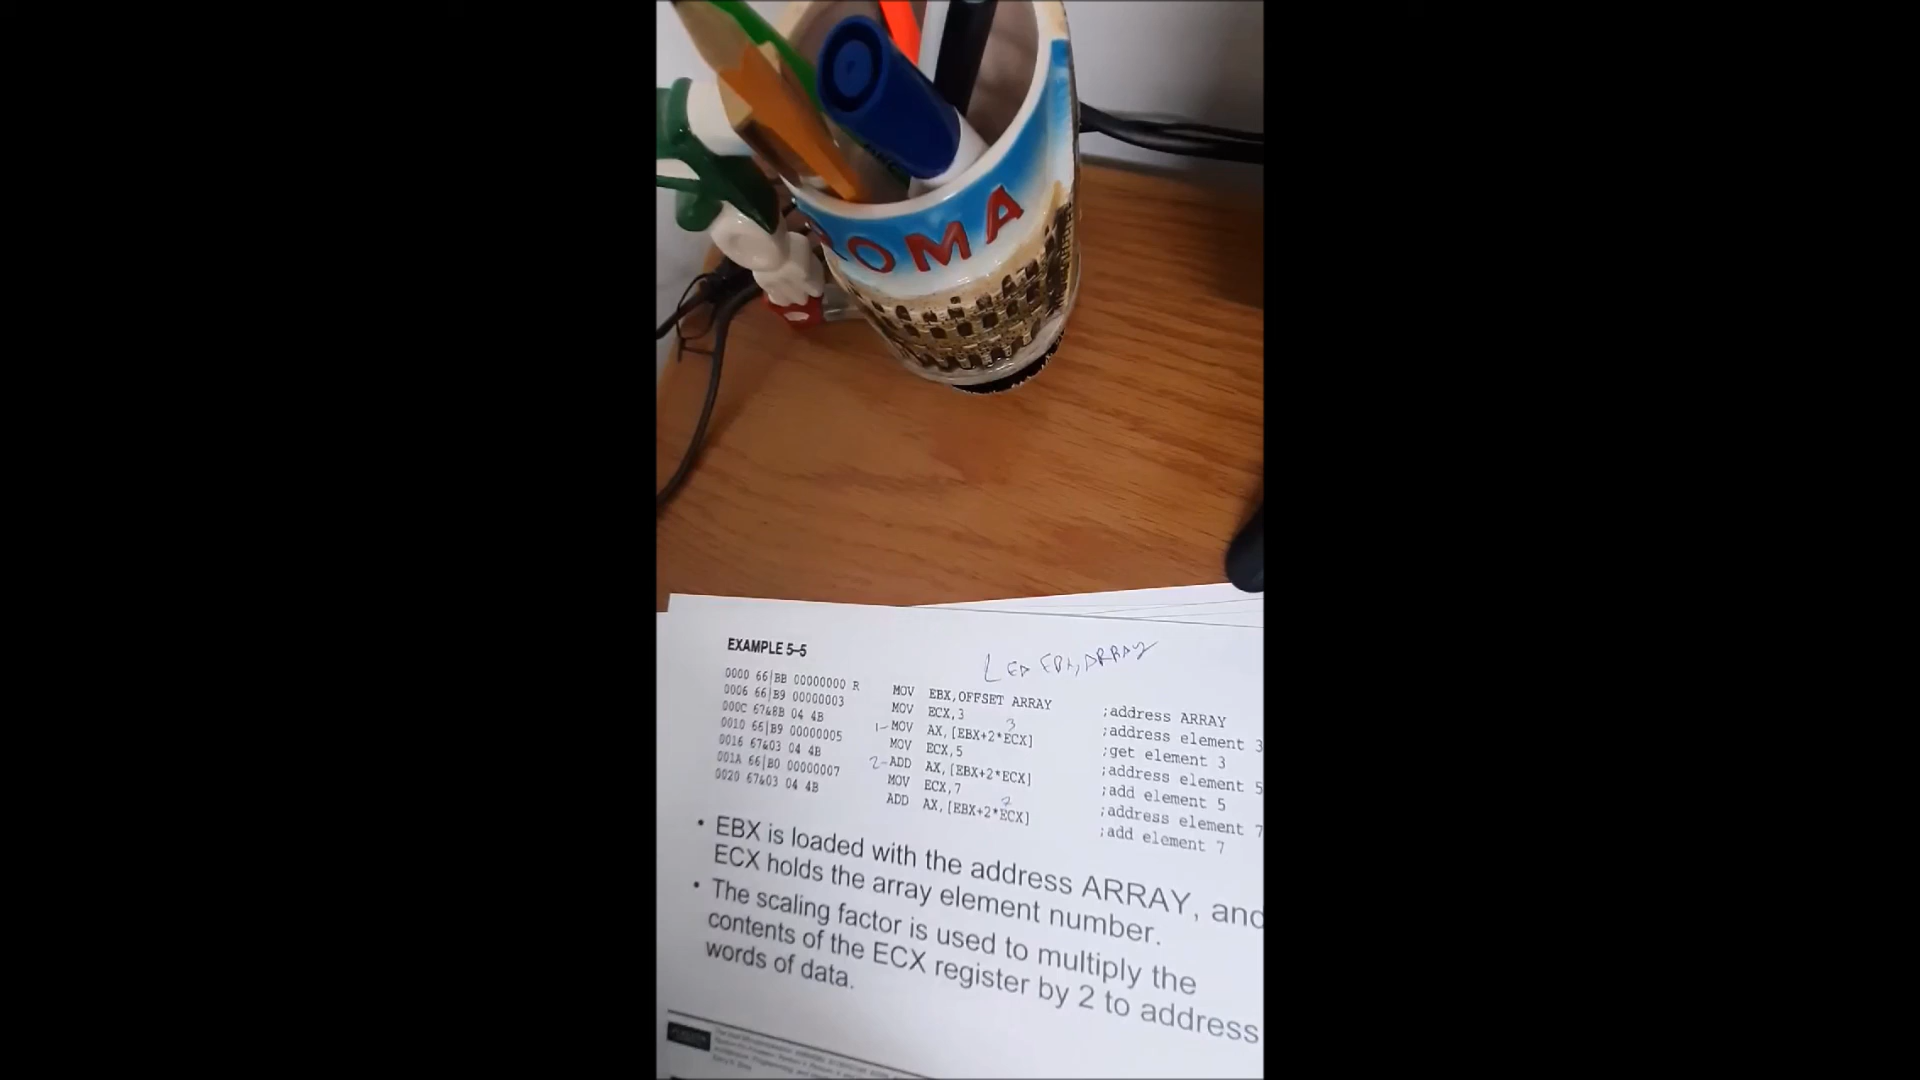 ROMA
EXAMPLE 5–5
LEA EBX, ARRAY
0000 66|BB 00000000 R MOV EBX,OFFSET ARRAY ;address ARRAY
0006 66|B9 00000003 MOV ECX,3 ;address element 3
000C 67&8B 04 4B 1- MOV AX,[EBX+2*ECX] 3 ;get element 3
0010 66|B9 00000005 MOV ECX,5 ;address element 5
0016 67&03 04 4B 2- ADD AX,[EBX+2*ECX] ;add element 5
001A 66|B0 00000007 MOV ECX,7 ;address element 7
0020 67&03 04 4B ADD AX,[EBX+2*ECX] ;add element 7
• EBX is loaded with the address ARRAY, and
ECX holds the array element number.
• The scaling factor is used to multiply the
contents of the ECX register by 2 to address
words of data.